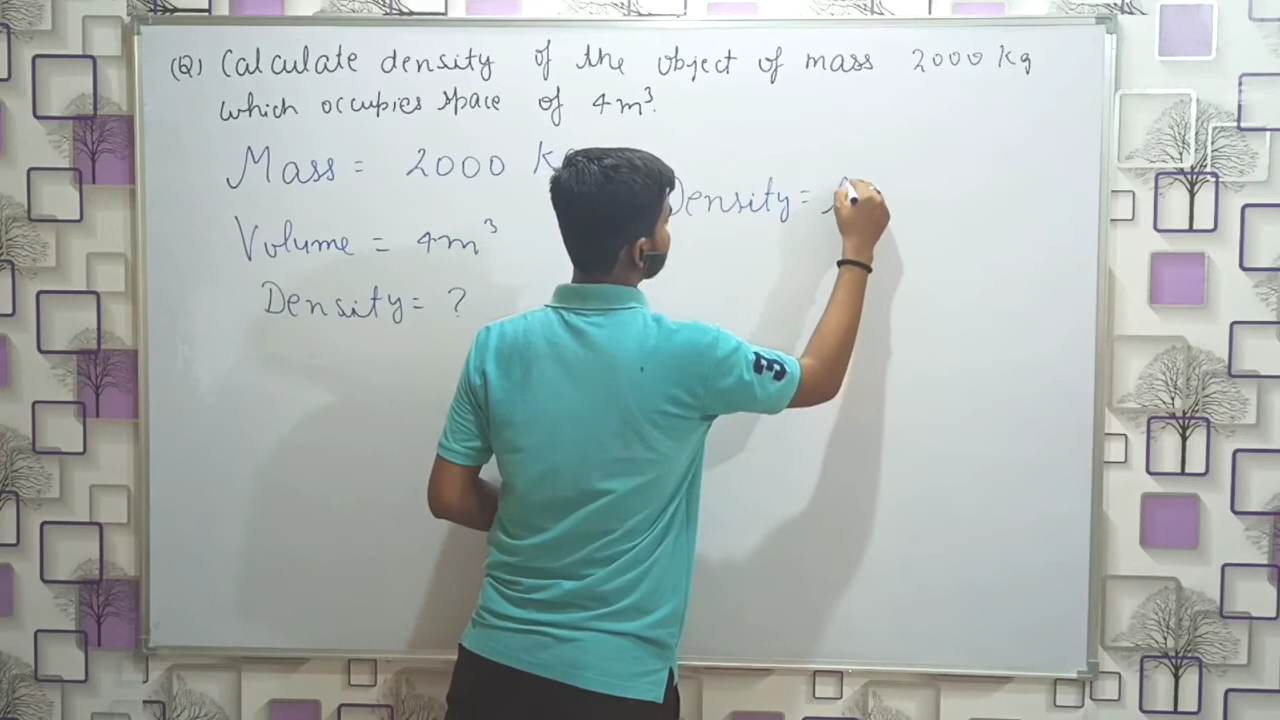 (Q) Calculate density of the object of mass 2000 kg
which occupies space of 4m³.
Mass = 2000
Volume = 4m³
Density = ?
Density =
3